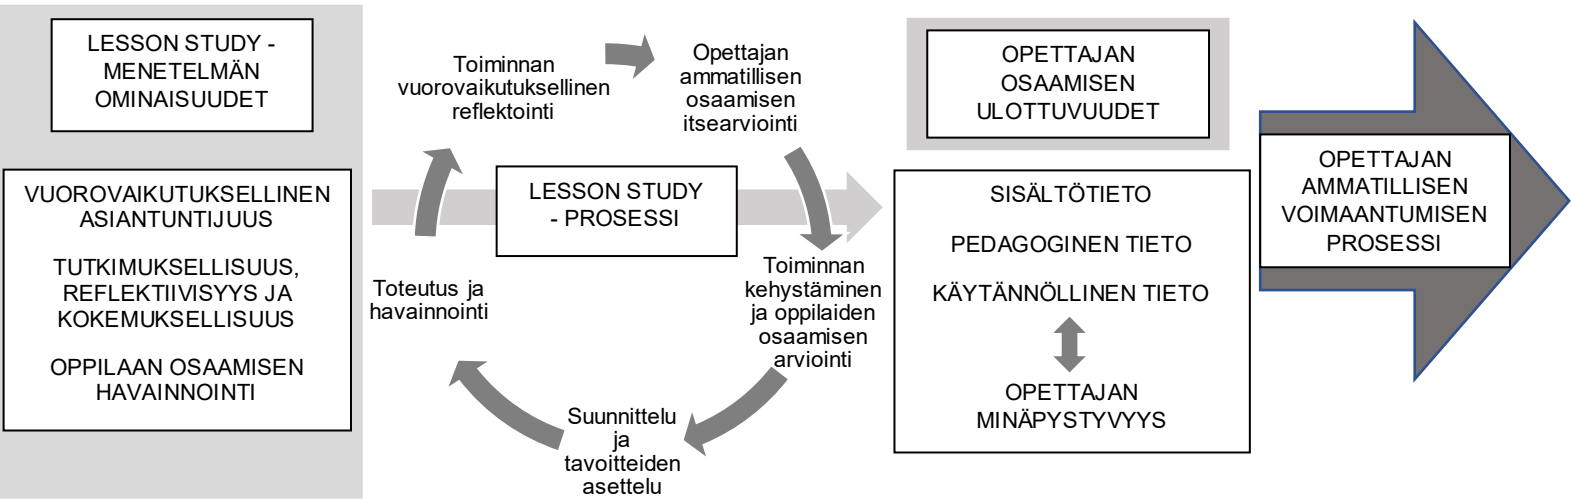 LESSON STUDY -
MENETELMÄN
OMINAISUUDET
VUOROVAIKUTUKSELLINEN
ASIANTUNTIJUUS
TUTKIMUKSELLISUUS,
REFLEKTIIVISYYS JA
KOKEMUKSELLISUUS
OPPILAAN OSAAMISEN
HAVAINNOINTI
Toiminnan
vuorovaikutuksellinen
reflektointi
Opettajan
ammatillisen
osaamisen
itsearviointi
LESSON STUDY
- PROSESSI
Toteutus ja
havainnointi
Toiminnan
kehystäminen
ja oppilaiden
osaamisen
arviointi
Suunnittelu
ja
tavoitteiden
asettelu
OPETTAJAN
OSAAMISEN
ULOTTUVUUDET
SISÄLTÖTIETO
PEDAGOGINEN TIETO
KÄYTÄNNÖLLINEN TIETO
OPETTAJAN
MINÄPYSTYVYYS
OPETTAJAN
AMMATILLISEN
VOIMAANTUMISEN
PROSESSI